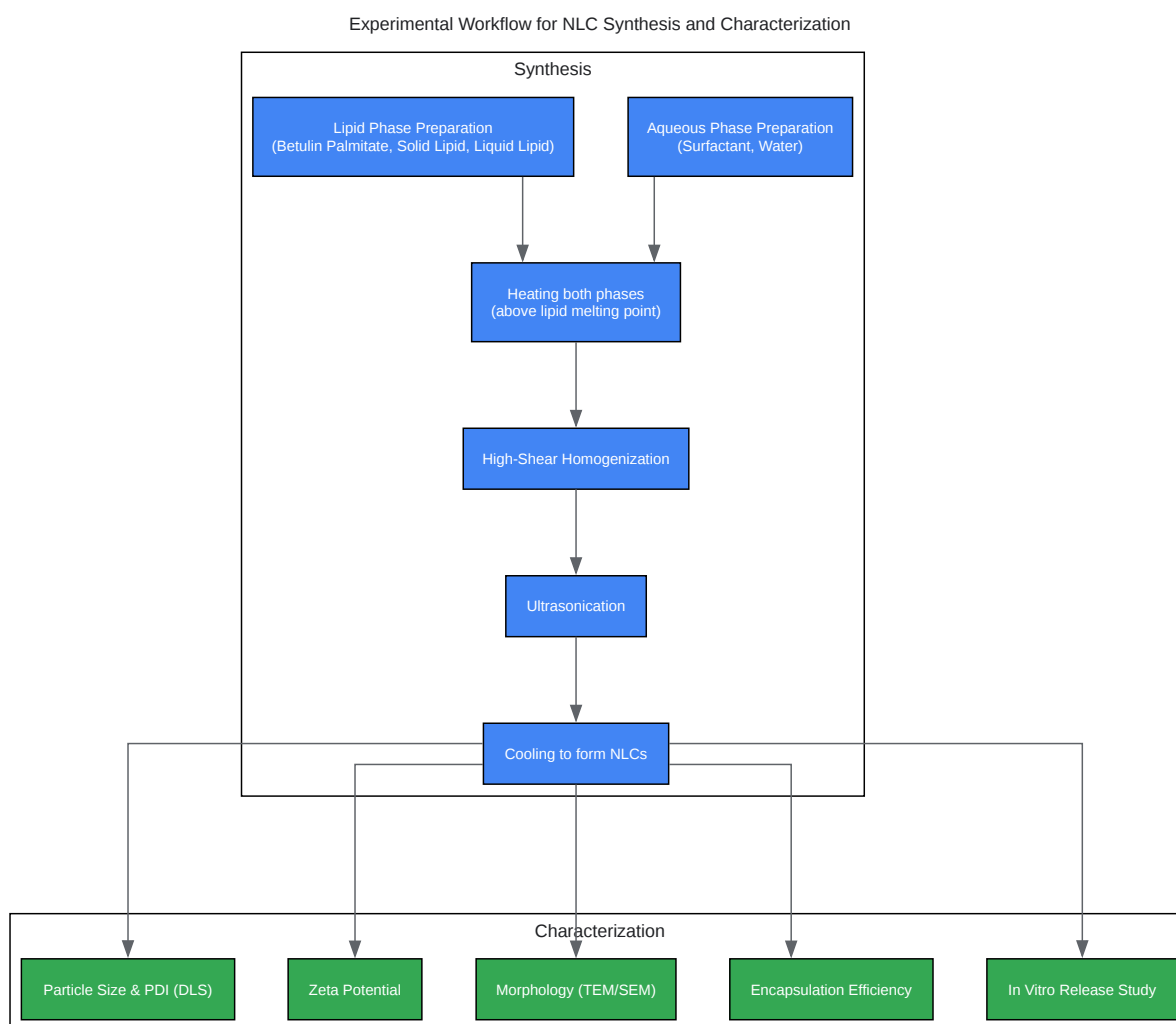 Experimental Workflow for NLC Synthesis and Characterization
Synthesis
Lipid Phase Preparation
(Betulin Palmitate, Solid Lipid, Liquid Lipid)
Aqueous Phase Preparation
(Surfactant, Water)
Heating both phases
(above lipid melting point)
High-Shear Homogenization
Ultrasonication
Cooling to form NLCs
Characterization
Particle Size & PDI (DLS)
Zeta Potential
Morphology (TEM/SEM)
Encapsulation Efficiency
In Vitro Release Study